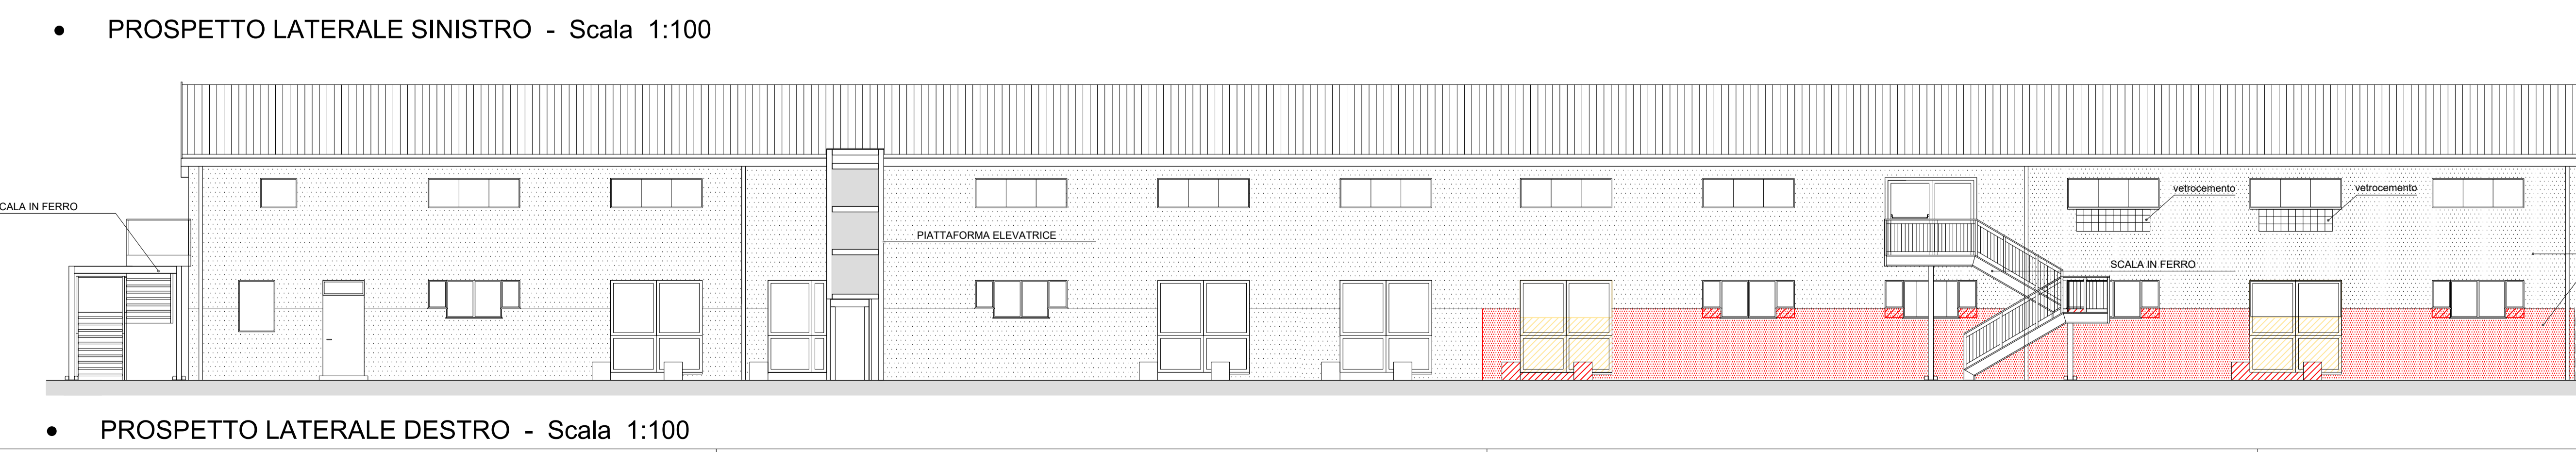 • PROSPETTO LATERALE SINISTRO - Scala 1:100
CALA IN FERRO
PIATTAFORMA ELEVATRICE
vetrocemento
vetrocemento
SCALA IN FERRO
• PROSPETTO LATERALE DESTRO - Scala 1:100